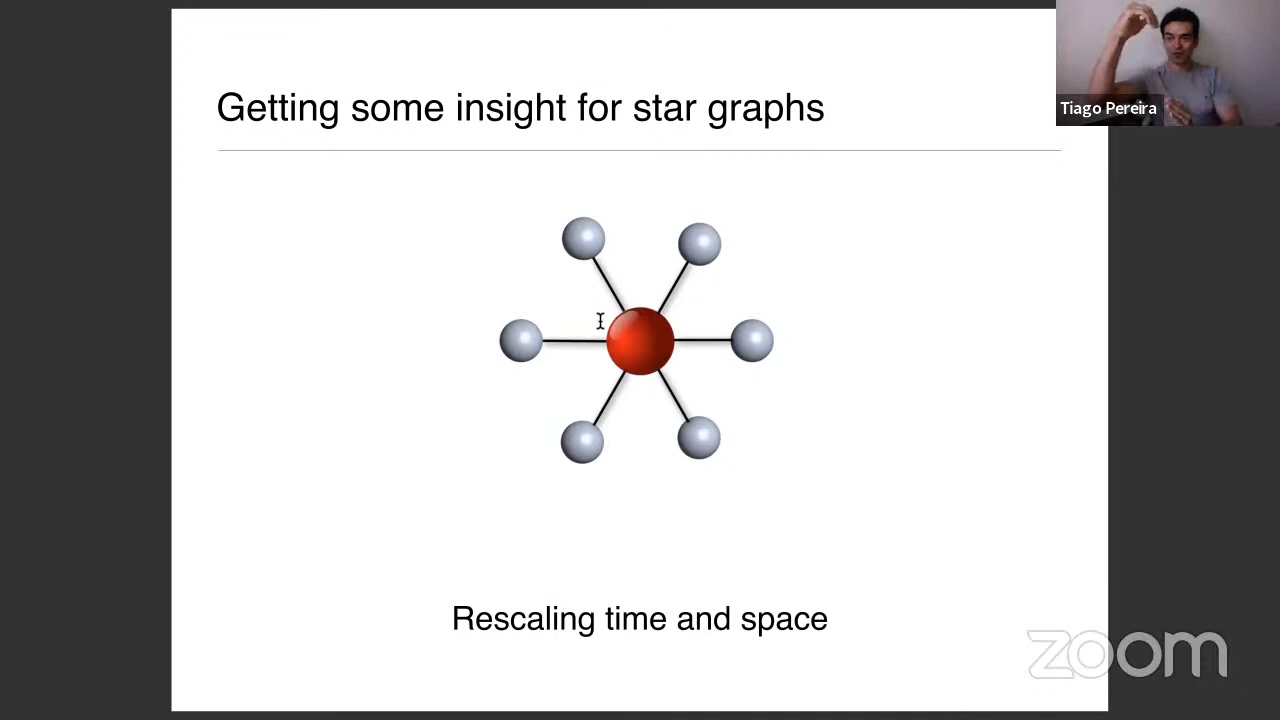 Getting some insight for star graphs
Tiago Pereira
Rescaling time and space
zoom